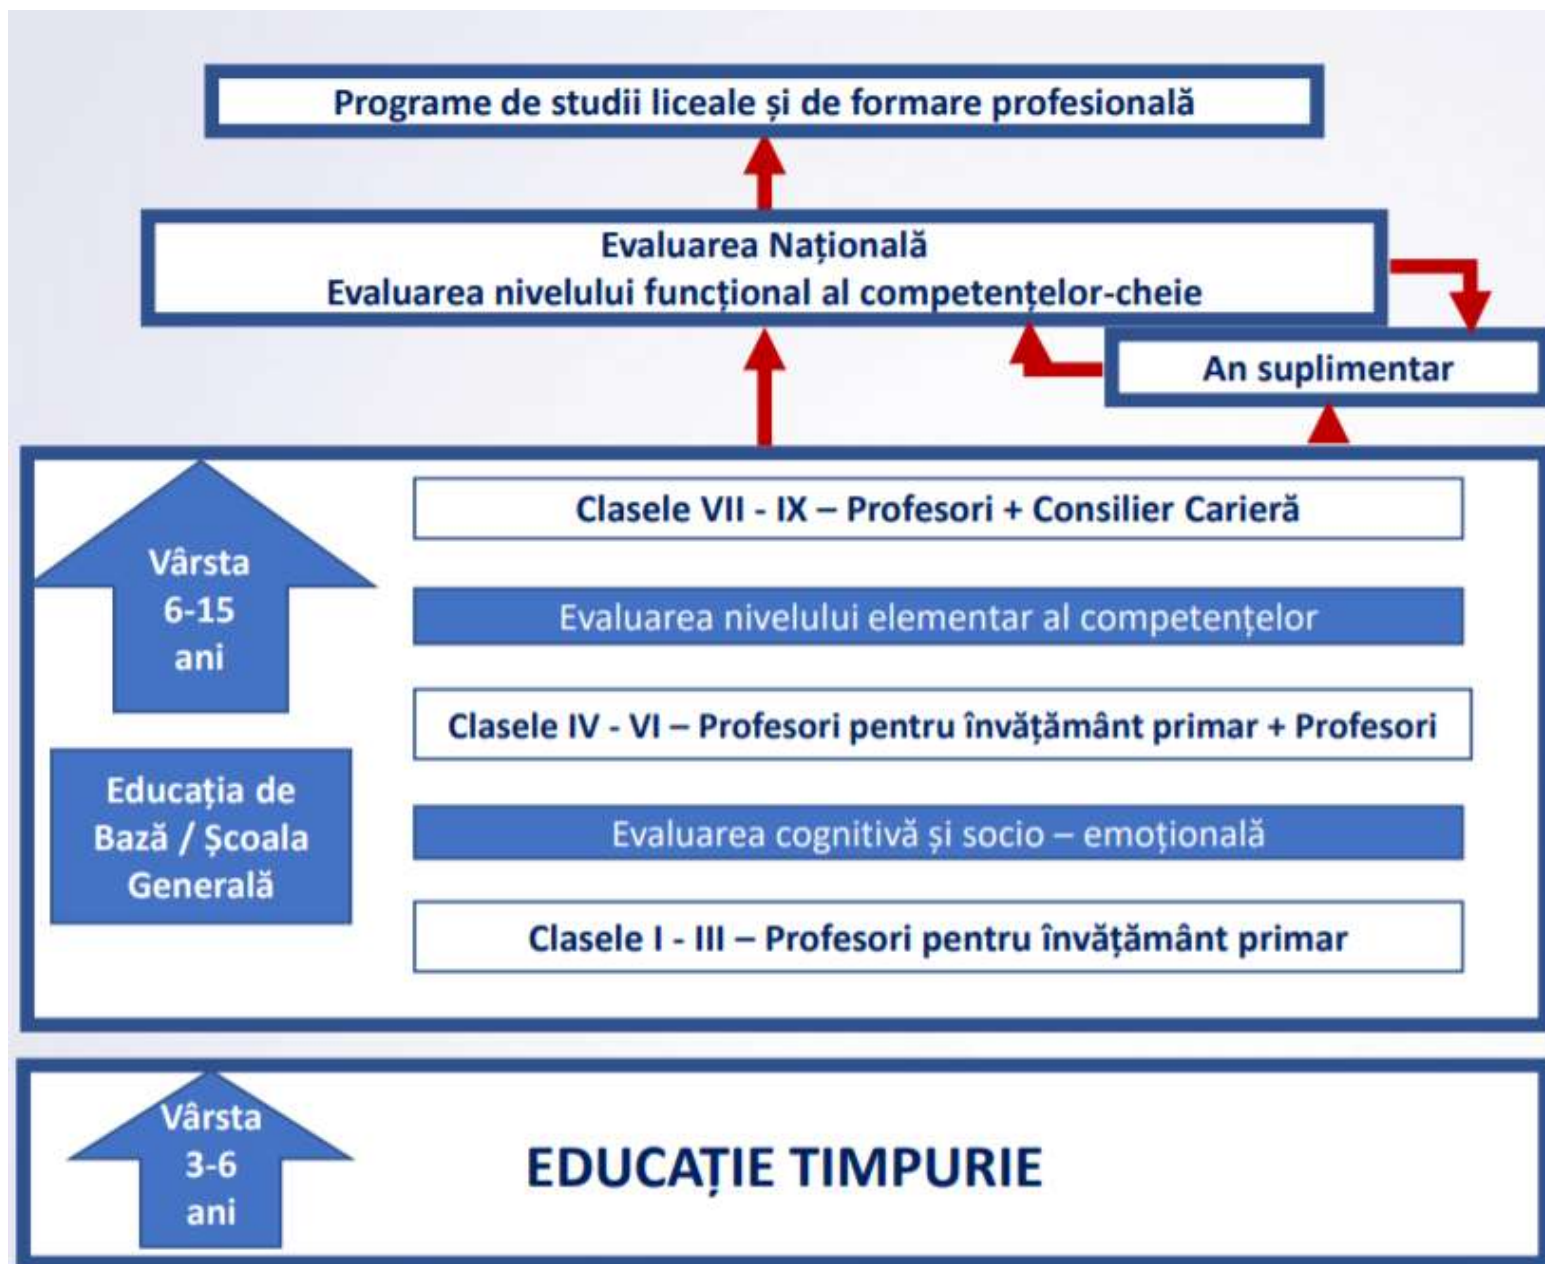 Programe de studii liceale și de formare profesională
Evaluarea Națională
Evaluarea nivelului funcțional al competențelor-cheie
An suplimentar
Vârsta
6-15
ani
Clasele VII - IX – Profesori + Consilier Carieră
Evaluarea nivelului elementar al competențelor
Clasele IV - VI – Profesori pentru învățământ primar + Profesori
Educația de
Bază / Școala
Generală
Evaluarea cognitivă și socio – emoțională
Clasele I - III – Profesori pentru învățământ primar
Vârsta
3-6
ani
EDUCAȚIE TIMPURIE